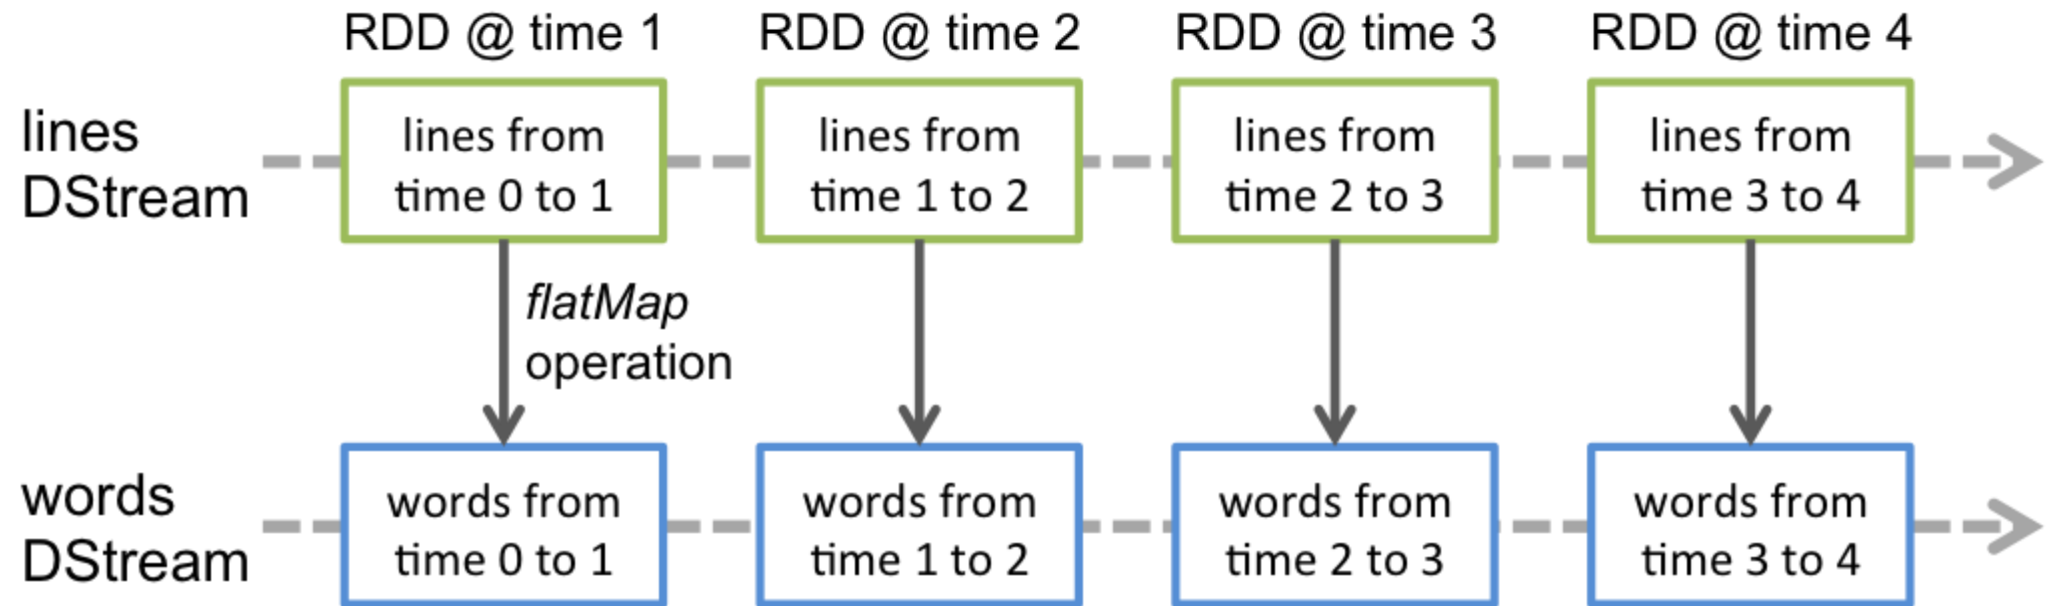 RDD @ time 1
RDD @ time 2
RDD @ time 3
RDD @ time 4
lines
DStream
lines from
time 0 to 1
lines from
time 1 to 2
lines from
time 2 to 3
lines from
time 3 to 4
flatMap
operation
words
DStream
words from
time 0 to 1
words from
time 1 to 2
words from
time 2 to 3
words from
time 3 to 4